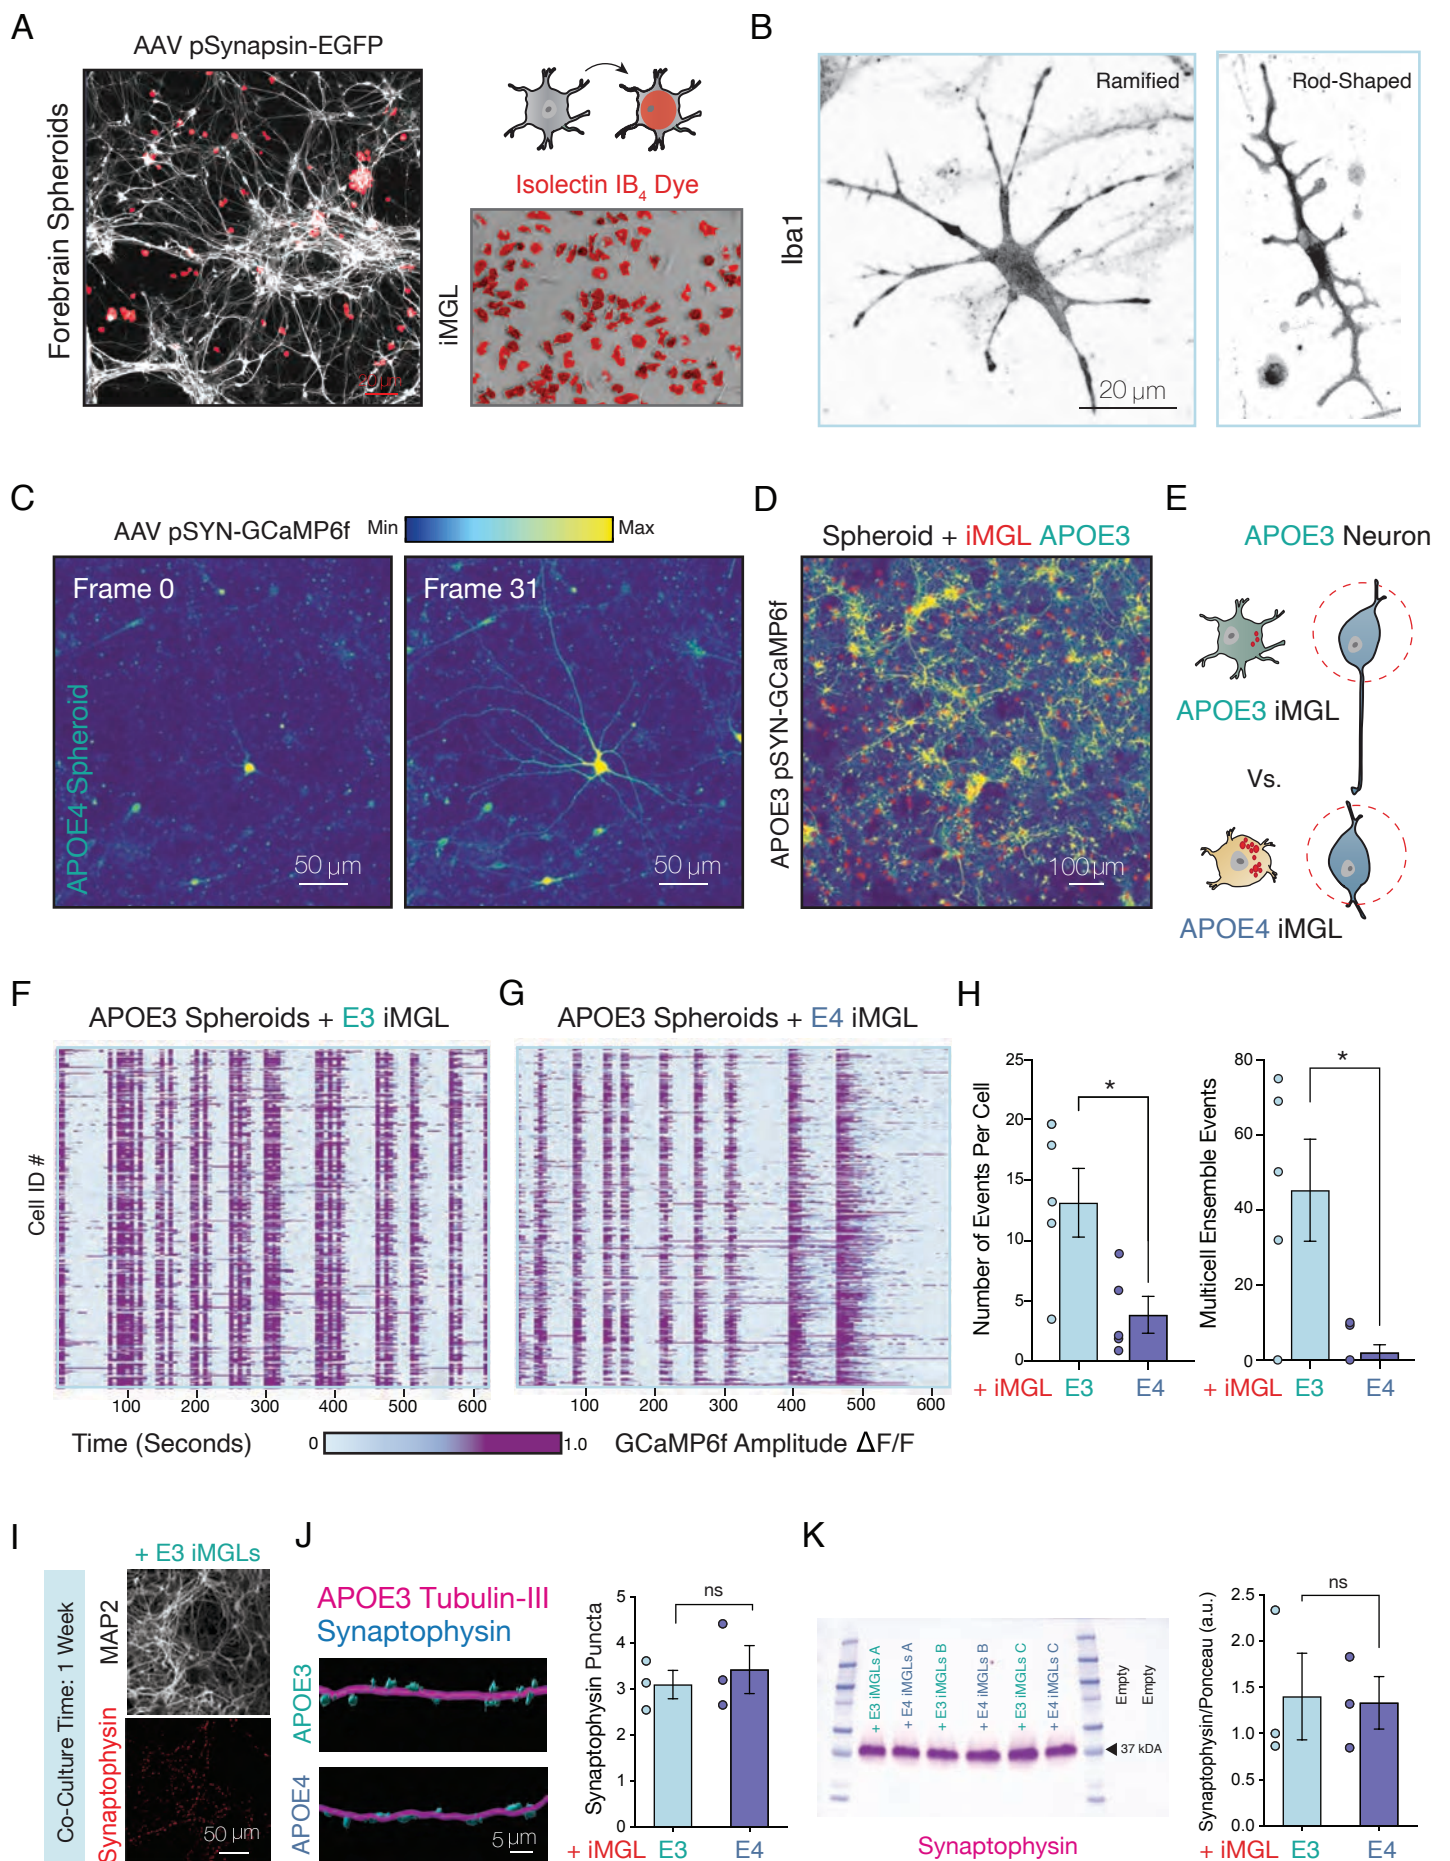 A
AAV pSynapsin-EGFP
Forebrain Spheroids
30 µm
Isolectin IB4 Dye
iMGL
B
Iba1
Ramified
20 µm
Rod-Shaped
C
AAV pSYN-GCaMP6f
Min
Max
APOE4 Spheroid
Frame 0
50 µm
Frame 31
50 µm
D
Spheroid + iMGL APOE3
APOE3 pSYN-GCaMP6f
100 µm
E
APOE3 Neuron
APOE3 iMGL
Vs.
APOE4 iMGL
F
APOE3 Spheroids + E3 iMGL
Cell ID #
100 200 300 400 500 600
Time (Seconds)
0
1.0
G
APOE3 Spheroids + E4 iMGL
100 200 300 400 500 600
GCaMP6f Amplitude ΔF/F
H
Number of Events Per Cell
25
20
15
10
5
0
*
+ iMGL E3 E4
Multicell Ensemble Events
80
60
40
20
0
*
+ iMGL E3 E4
I
+ E3 iMGLs
Co-Culture Time: 1 Week
MAP2
Synaptophysin
50 µm
J
APOE3 Tubulin-III
Synaptophysin
APOE3
APOE4
5 µm
Synaptophysin Puncta
5
4
3
2
1
0
ns
+ iMGL E3 E4
K
+ E3 iMGLs A
+ E4 iMGLs A
+ E3 iMGLs B
+ E4 iMGLs B
+ E3 iMGLs C
+ E4 iMGLs C
Empty
Empty
37 kDA
Synaptophysin
Synaptophysin/Ponceau (a.u.)
2.5
2.0
1.5
1.0
0.5
0.0
ns
+ iMGL E3 E4